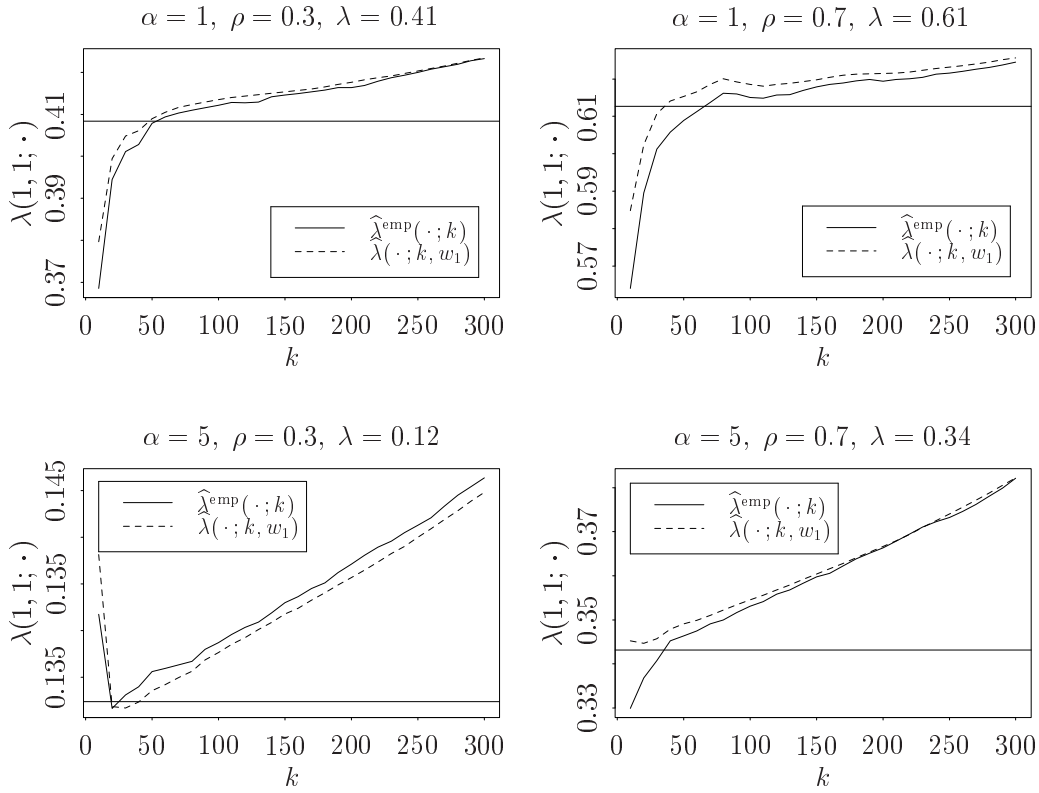 α = 1, ρ = 0.3, λ = 0.41
λ(1, 1; ·)
0.41
0.39
0.37
λ̂^emp( · ; k)
λ̂( · ; k, w₁)
0 50 100 150 200 250 300
k
α = 1, ρ = 0.7, λ = 0.61
λ(1, 1; ·)
0.61
0.59
0.57
λ̂^emp( · ; k)
λ̂( · ; k, w₁)
0 50 100 150 200 250 300
k
α = 5, ρ = 0.3, λ = 0.12
λ(1, 1; ·)
0.145
0.135
0.135
λ̂^emp( · ; k)
λ̂( · ; k, w₁)
0 50 100 150 200 250 300
k
α = 5, ρ = 0.7, λ = 0.34
λ(1, 1; ·)
0.37
0.35
0.33
λ̂^emp( · ; k)
λ̂( · ; k, w₁)
0 50 100 150 200 250 300
k